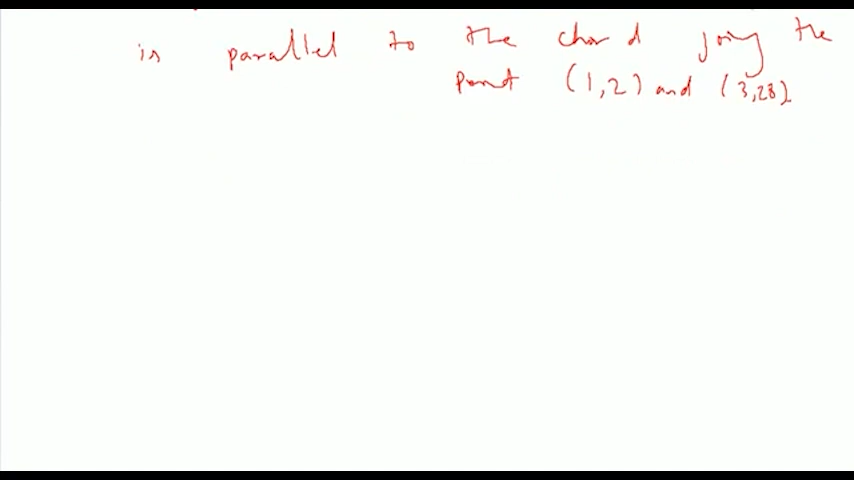 is parallel to the chord joing the
point (1,2) and (3,28)